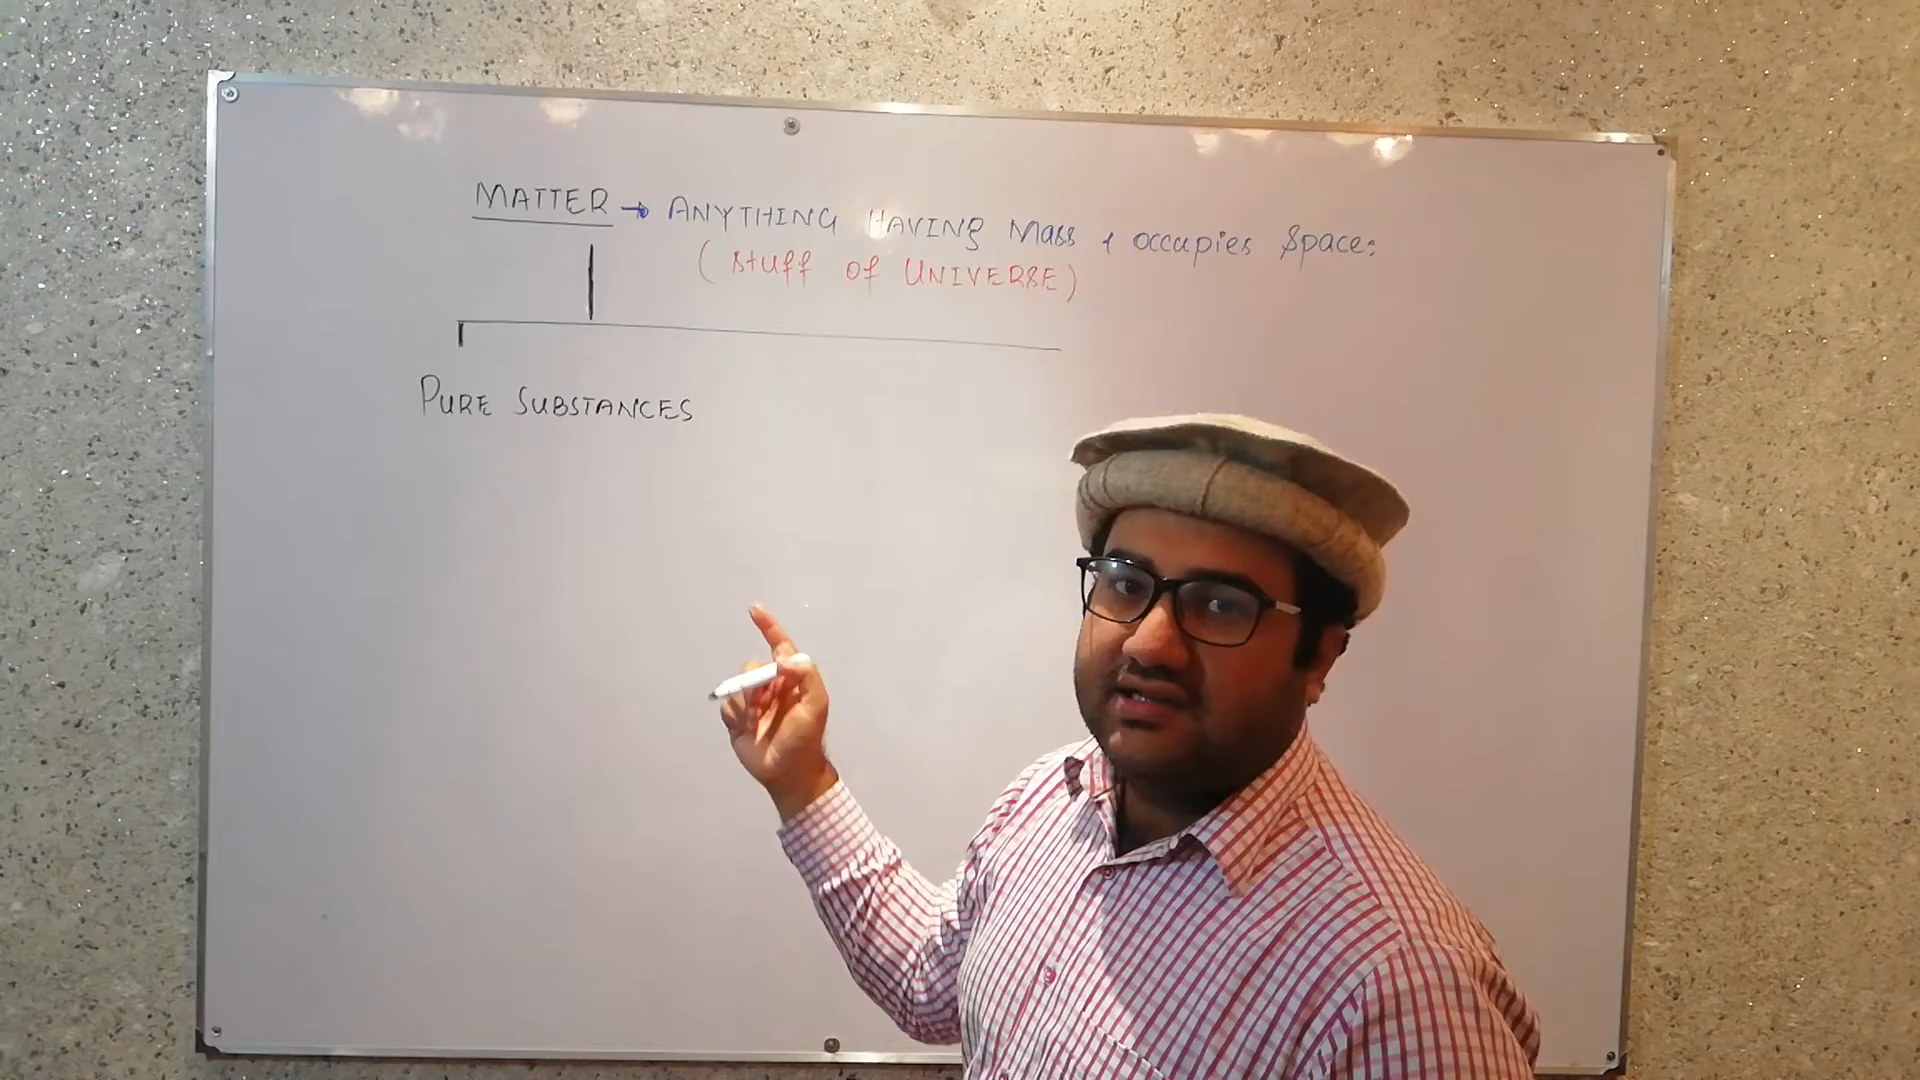 MATTER → ANYTHING HAVING Mass & occupies Space:
(Stuff of UNIVERSE)
PURE SUBSTANCES